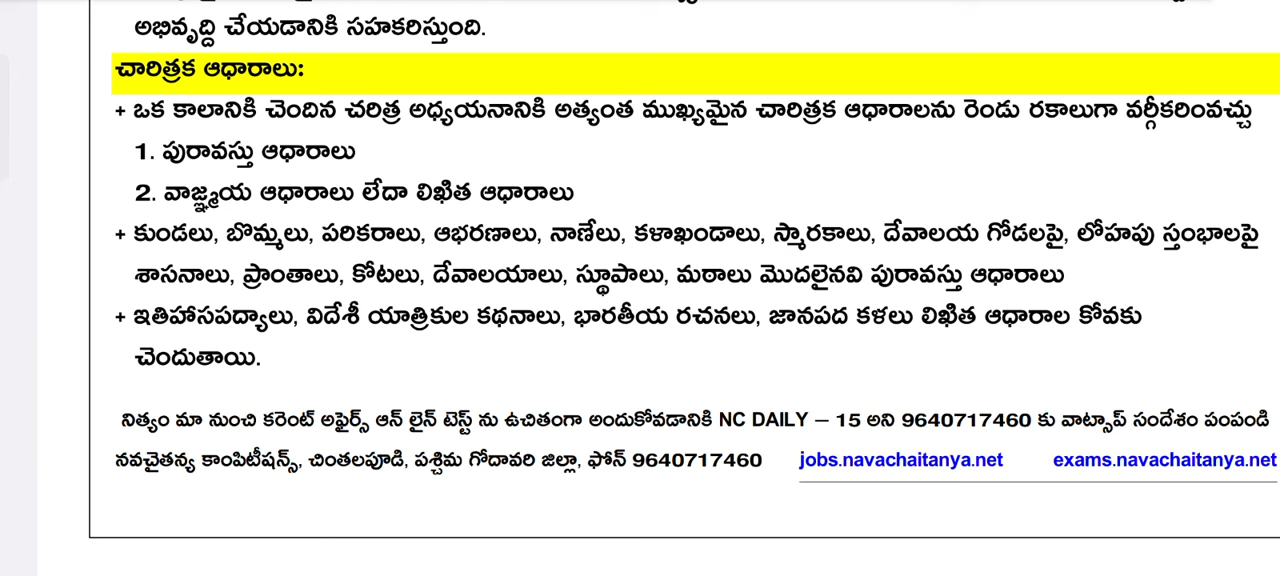 అభివృద్ది చేయడానికి సహకరిస్తుంది.
చారిత్రక ఆధారాలు:
+ ఒక కాలానికి చెందిన చరిత్ర అధ్యయనానికి అత్యంత ముఖ్యమైన చారిత్రక ఆధారాలను రెండు రకాలుగా వర్గీకరింవచ్చు
1. పురావస్తు ఆధారాలు
2. వాఙ్మయ ఆధారాలు లేదా లిఖిత ఆధారాలు
+ కుండలు, బొమ్మలు, పరికరాలు, ఆభరణాలు, నాణేలు, కళాఖండాలు, స్మారకాలు, దేవాలయ గోడలపై, లోహపు స్తంభాలపై
శాసనాలు, ప్రాంతాలు, కోటలు, దేవాలయాలు, స్థూపాలు, మఠాలు మొదలైనవి పురావస్తు ఆధారాలు
+ ఇతిహాసపద్యాలు, విదేశీ యాత్రికుల కథనాలు, భారతీయ రచనలు, జానపద కళలు లిఖిత ఆధారాల కోవకు
చెందుతాయి.
నిత్యం మా నుంచి కరెంట్ అఫైర్స్ ఆన్ లైన్ టెస్ట్ ను ఉచితంగా అందుకోవడానికి NC DAILY – 15 అని 9640717460 కు వాట్సాప్ సందేశం పంపండి
నవచైతన్య కాంపిటీషన్స్, చింతలపూడి, పశ్చిమ గోదావరి జిల్లా, ఫోన్ 9640717460 jobs.navachaitanya.net exams.navachaitanya.net